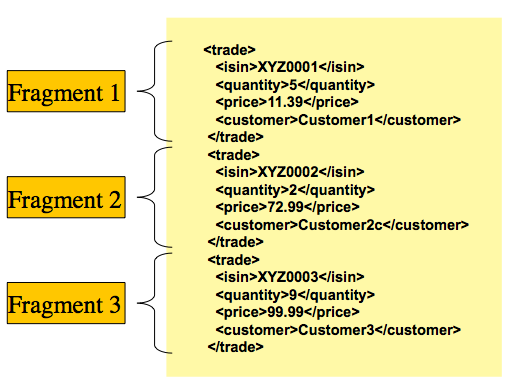 <trade>
<isin>XYZ0001</isin>
Fragment 1
<quantity>5</quantity>
<price>11.39</price>
<customer>Customer1</customer>
</trade>
<trade>
<isin>XYZ0002</isin>
Fragment 2
<quantity>2</quantity>
<price>72.99</price>
<customer>Customer2c</customer>
</trade>
<trade>
<isin>XYZ0003</isin>
Fragment 3
<quantity>9</quantity>
<price>99.99</price>
<customer>Customer3</customer>
</trade>